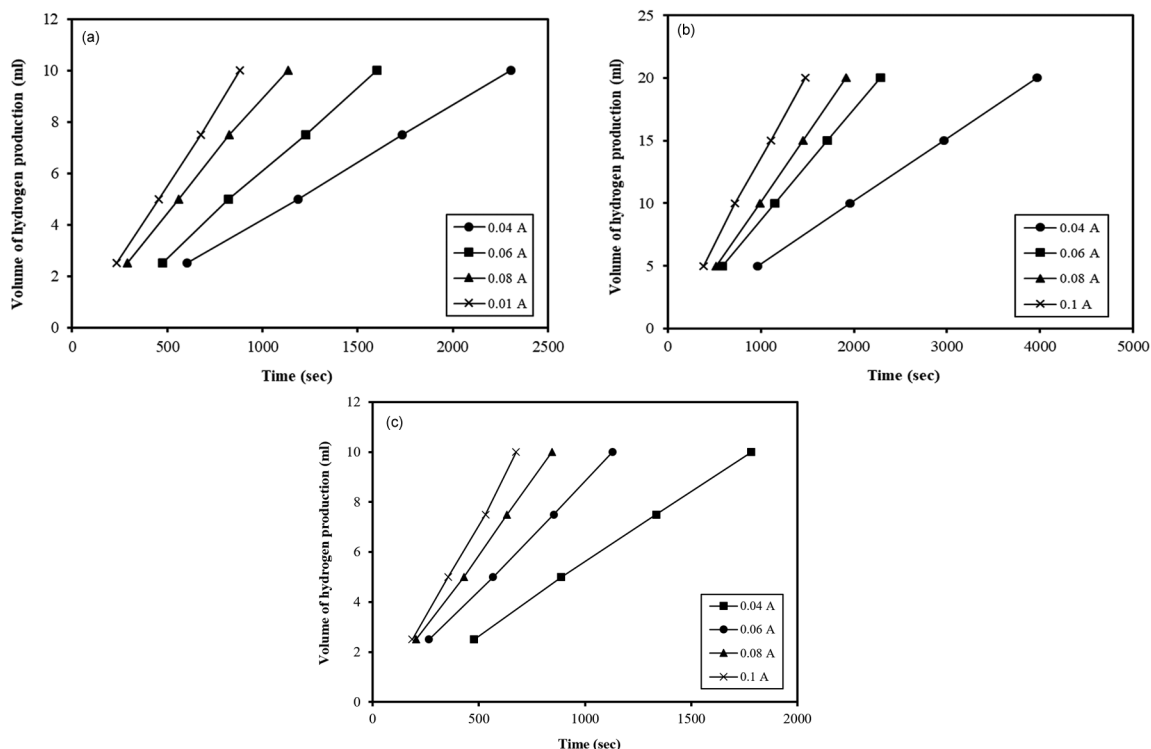 (a)
12
10
8
6
4
2
0
Volume of hydrogen production (ml)
0 500 1000 1500 2000 2500
Time (sec)
0.04 A
0.06 A
0.08 A
0.01 A
(b)
25
20
15
10
5
0
Volume of hydrogen production (ml)
0 1000 2000 3000 4000 5000
Time (sec)
0.04 A
0.06 A
0.08 A
0.1 A
(c)
12
10
8
6
4
2
0
Volume of hydrogen production (ml)
0 500 1000 1500 2000
Time (sec)
0.04 A
0.06 A
0.08 A
0.1 A